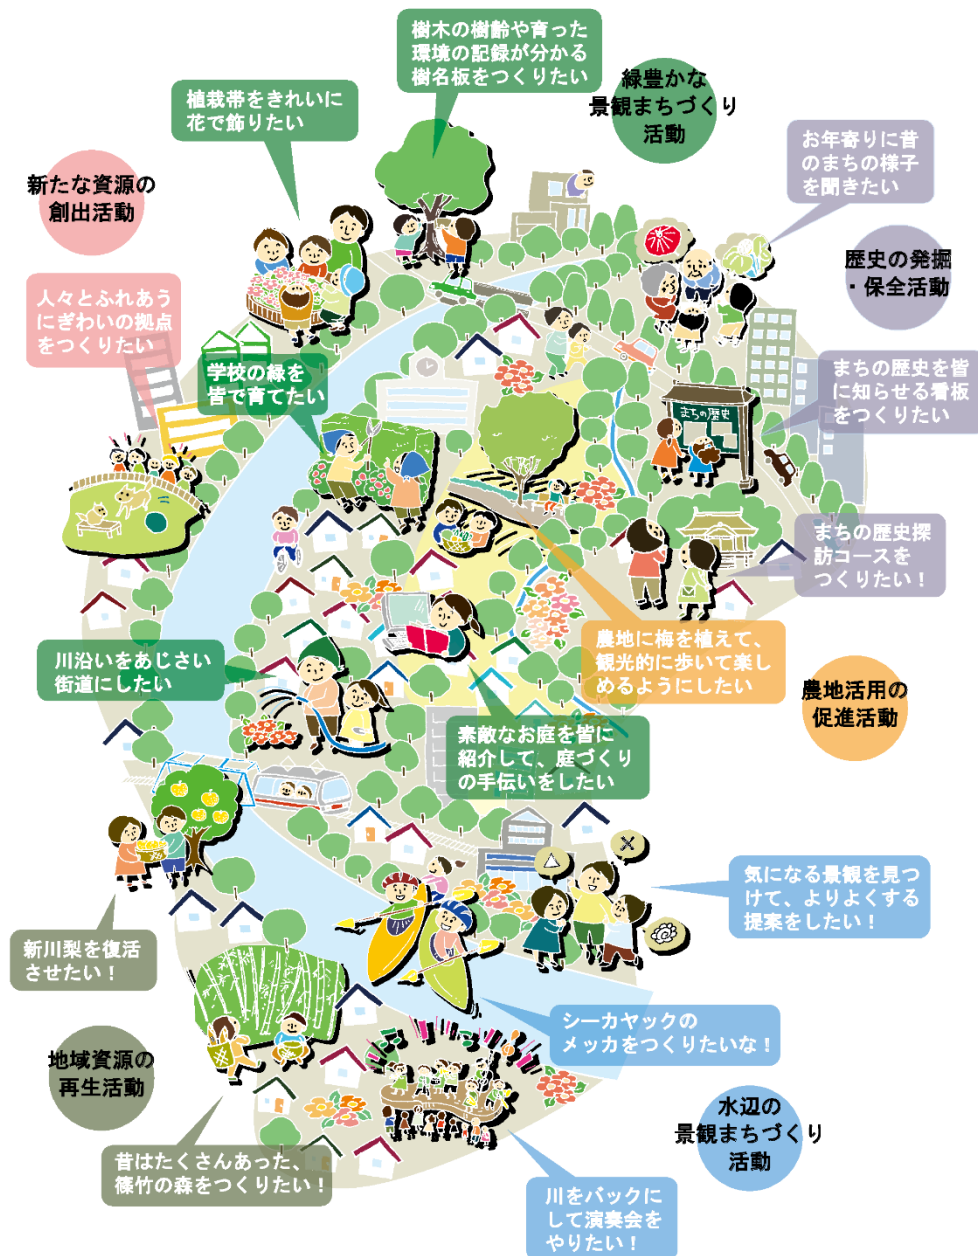 樹木の樹齢や育った
環境の記録が分かる
樹名板をつくりたい
緑豊かな
景観まちづくり
活動
植栽帯をきれいに
花で飾りたい
お年寄りに昔
のまちの様子
を聞きたい
新たな資源の
創出活動
歴史の発掘
・保全活動
人々とふれあう
にぎわいの拠点
をつくりたい
学校の緑を
皆で育てたい
まちの歴史を皆
に知らせる看板
をつくりたい
まちの歴史
まちの歴史探
訪コースを
つくりたい!
農地に梅を植えて、
観光的に歩いて楽し
めるようにしたい
川沿いをあじさい
街道にしたい
農地活用の
促進活動
素敵なお庭を皆に
紹介して、庭づくり
の手伝いをしたい
気になる景観を見つ
けて、よりよくする
提案をしたい!
新川梨を復活
させたい!
シーカヤックの
メッカをつくりたいな!
地域資源の
再生活動
水辺の
景観まちづくり
活動
昔はたくさんあった、
篠竹の森をつくりたい!
川をバックに
して演奏会を
やりたい!